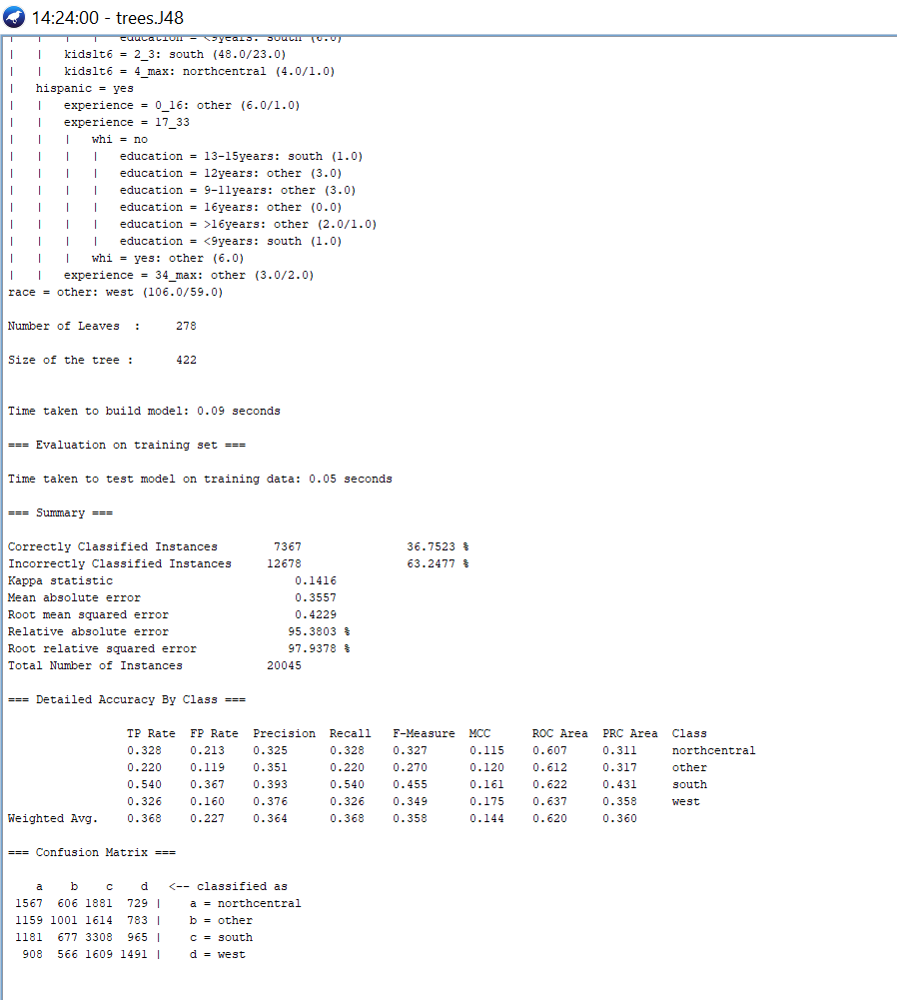 14:24:00 - trees.J48
|   |   |   |   education = <9years: south (6.0)
|   |   kidslt6 = 2_3: south (48.0/23.0)
|   |   kidslt6 = 4_max: northcentral (4.0/1.0)
|   hispanic = yes
|   |   experience = 0_16: other (6.0/1.0)
|   |   experience = 17_33
|   |   |   whi = no
|   |   |   |   education = 13-15years: south (1.0)
|   |   |   |   education = 12years: other (3.0)
|   |   |   |   education = 9-11years: other (3.0)
|   |   |   |   education = 16years: other (0.0)
|   |   |   |   education = >16years: other (2.0/1.0)
|   |   |   |   education = <9years: south (1.0)
|   |   |   whi = yes: other (6.0)
|   |   experience = 34_max: other (3.0/2.0)
race = other: west (106.0/59.0)
Number of Leaves  :     278
Size of the tree :      422
Time taken to build model: 0.09 seconds
=== Evaluation on training set ===
Time taken to test model on training data: 0.05 seconds
=== Summary ===
Correctly Classified Instances        7367               36.7523 %
Incorrectly Classified Instances     12678               63.2477 %
Kappa statistic                          0.1416
Mean absolute error                      0.3557
Root mean squared error                  0.4229
Relative absolute error                 95.3803 %
Root relative squared error             97.9378 %
Total Number of Instances            20045
=== Detailed Accuracy By Class ===
                 TP Rate  FP Rate  Precision  Recall   F-Measure  MCC      ROC Area  PRC Area  Class
                 0.328    0.213    0.325      0.328    0.327      0.115    0.607     0.311     northcentral
                 0.220    0.119    0.351      0.220    0.270      0.120    0.612     0.317     other
                 0.540    0.367    0.393      0.540    0.455      0.161    0.622     0.431     south
                 0.326    0.160    0.376      0.326    0.349      0.175    0.637     0.358     west
Weighted Avg.    0.368    0.227    0.364      0.368    0.358      0.144    0.620     0.360
=== Confusion Matrix ===
    a    b    c    d   <-- classified as
 1567  606 1881  729 |    a = northcentral
 1159 1001 1614  783 |    b = other
 1181  677 3308  965 |    c = south
  908  566 1609 1491 |    d = west